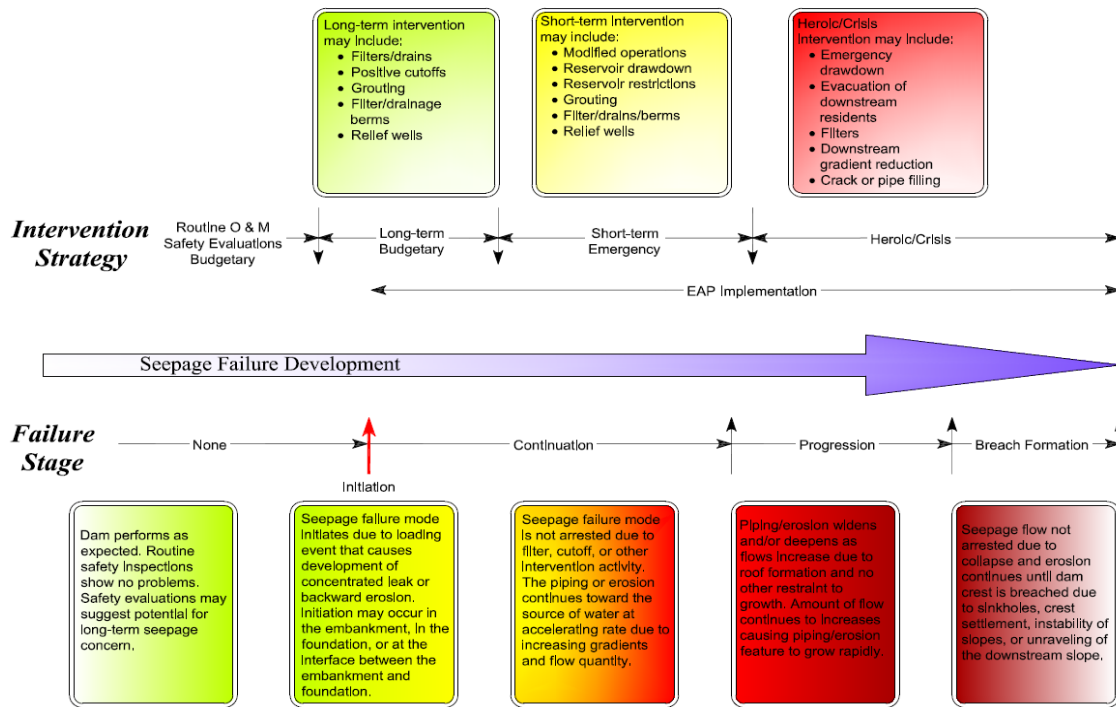 Long-term intervention
may include:
• Filters/drains
• Positive cutoffs
• Grouting
• Filter/drainage
berms
• Relief wells
Short-term intervention
may include:
• Modified operations
• Reservoir drawdown
• Reservoir restrictions
• Grouting
• Filter/drains/berms
• Relief wells
Heroic/Crisis
Intervention may include:
• Emergency
drawdown
• Evacuation of
downstream
residents
• Filters
• Downstream
gradient reduction
• Crack or pipe filling
Intervention
Strategy
Routine O & M
Safety Evaluations
Budgetary
Long-term
Budgetary
Short-term
Emergency
Heroic/Crisis
EAP Implementation
Seepage Failure Development
Failure
Stage
None
Initiation
Continuation
Progression
Breach Formation
Dam performs as
expected. Routine
safety inspections
show no problems.
Safety evaluations may
suggest potential for
long-term seepage
concern.
Seepage failure mode
initiates due to loading
event that causes
development of
concentrated leak or
backward erosion.
Initiation may occur in
the embankment, in the
foundation, or at the
interface between the
embankment and
foundation.
Seepage failure mode
is not arrested due to
filter, cutoff, or other
intervention activity.
The piping or erosion
continues toward the
source of water at
accelerating rate due to
increasing gradients
and flow quantity.
Piping/erosion widens
and/or deepens as
flows increase due to
roof formation and no
other restraint to
growth. Amount of flow
continues to increases
causing piping/erosion
feature to grow rapidly.
Seepage flow not
arrested due to
collapse and erosion
continues until dam
crest is breached due
to sinkholes, crest
settlement, instability of
slopes, or unraveling of
the downstream slope.